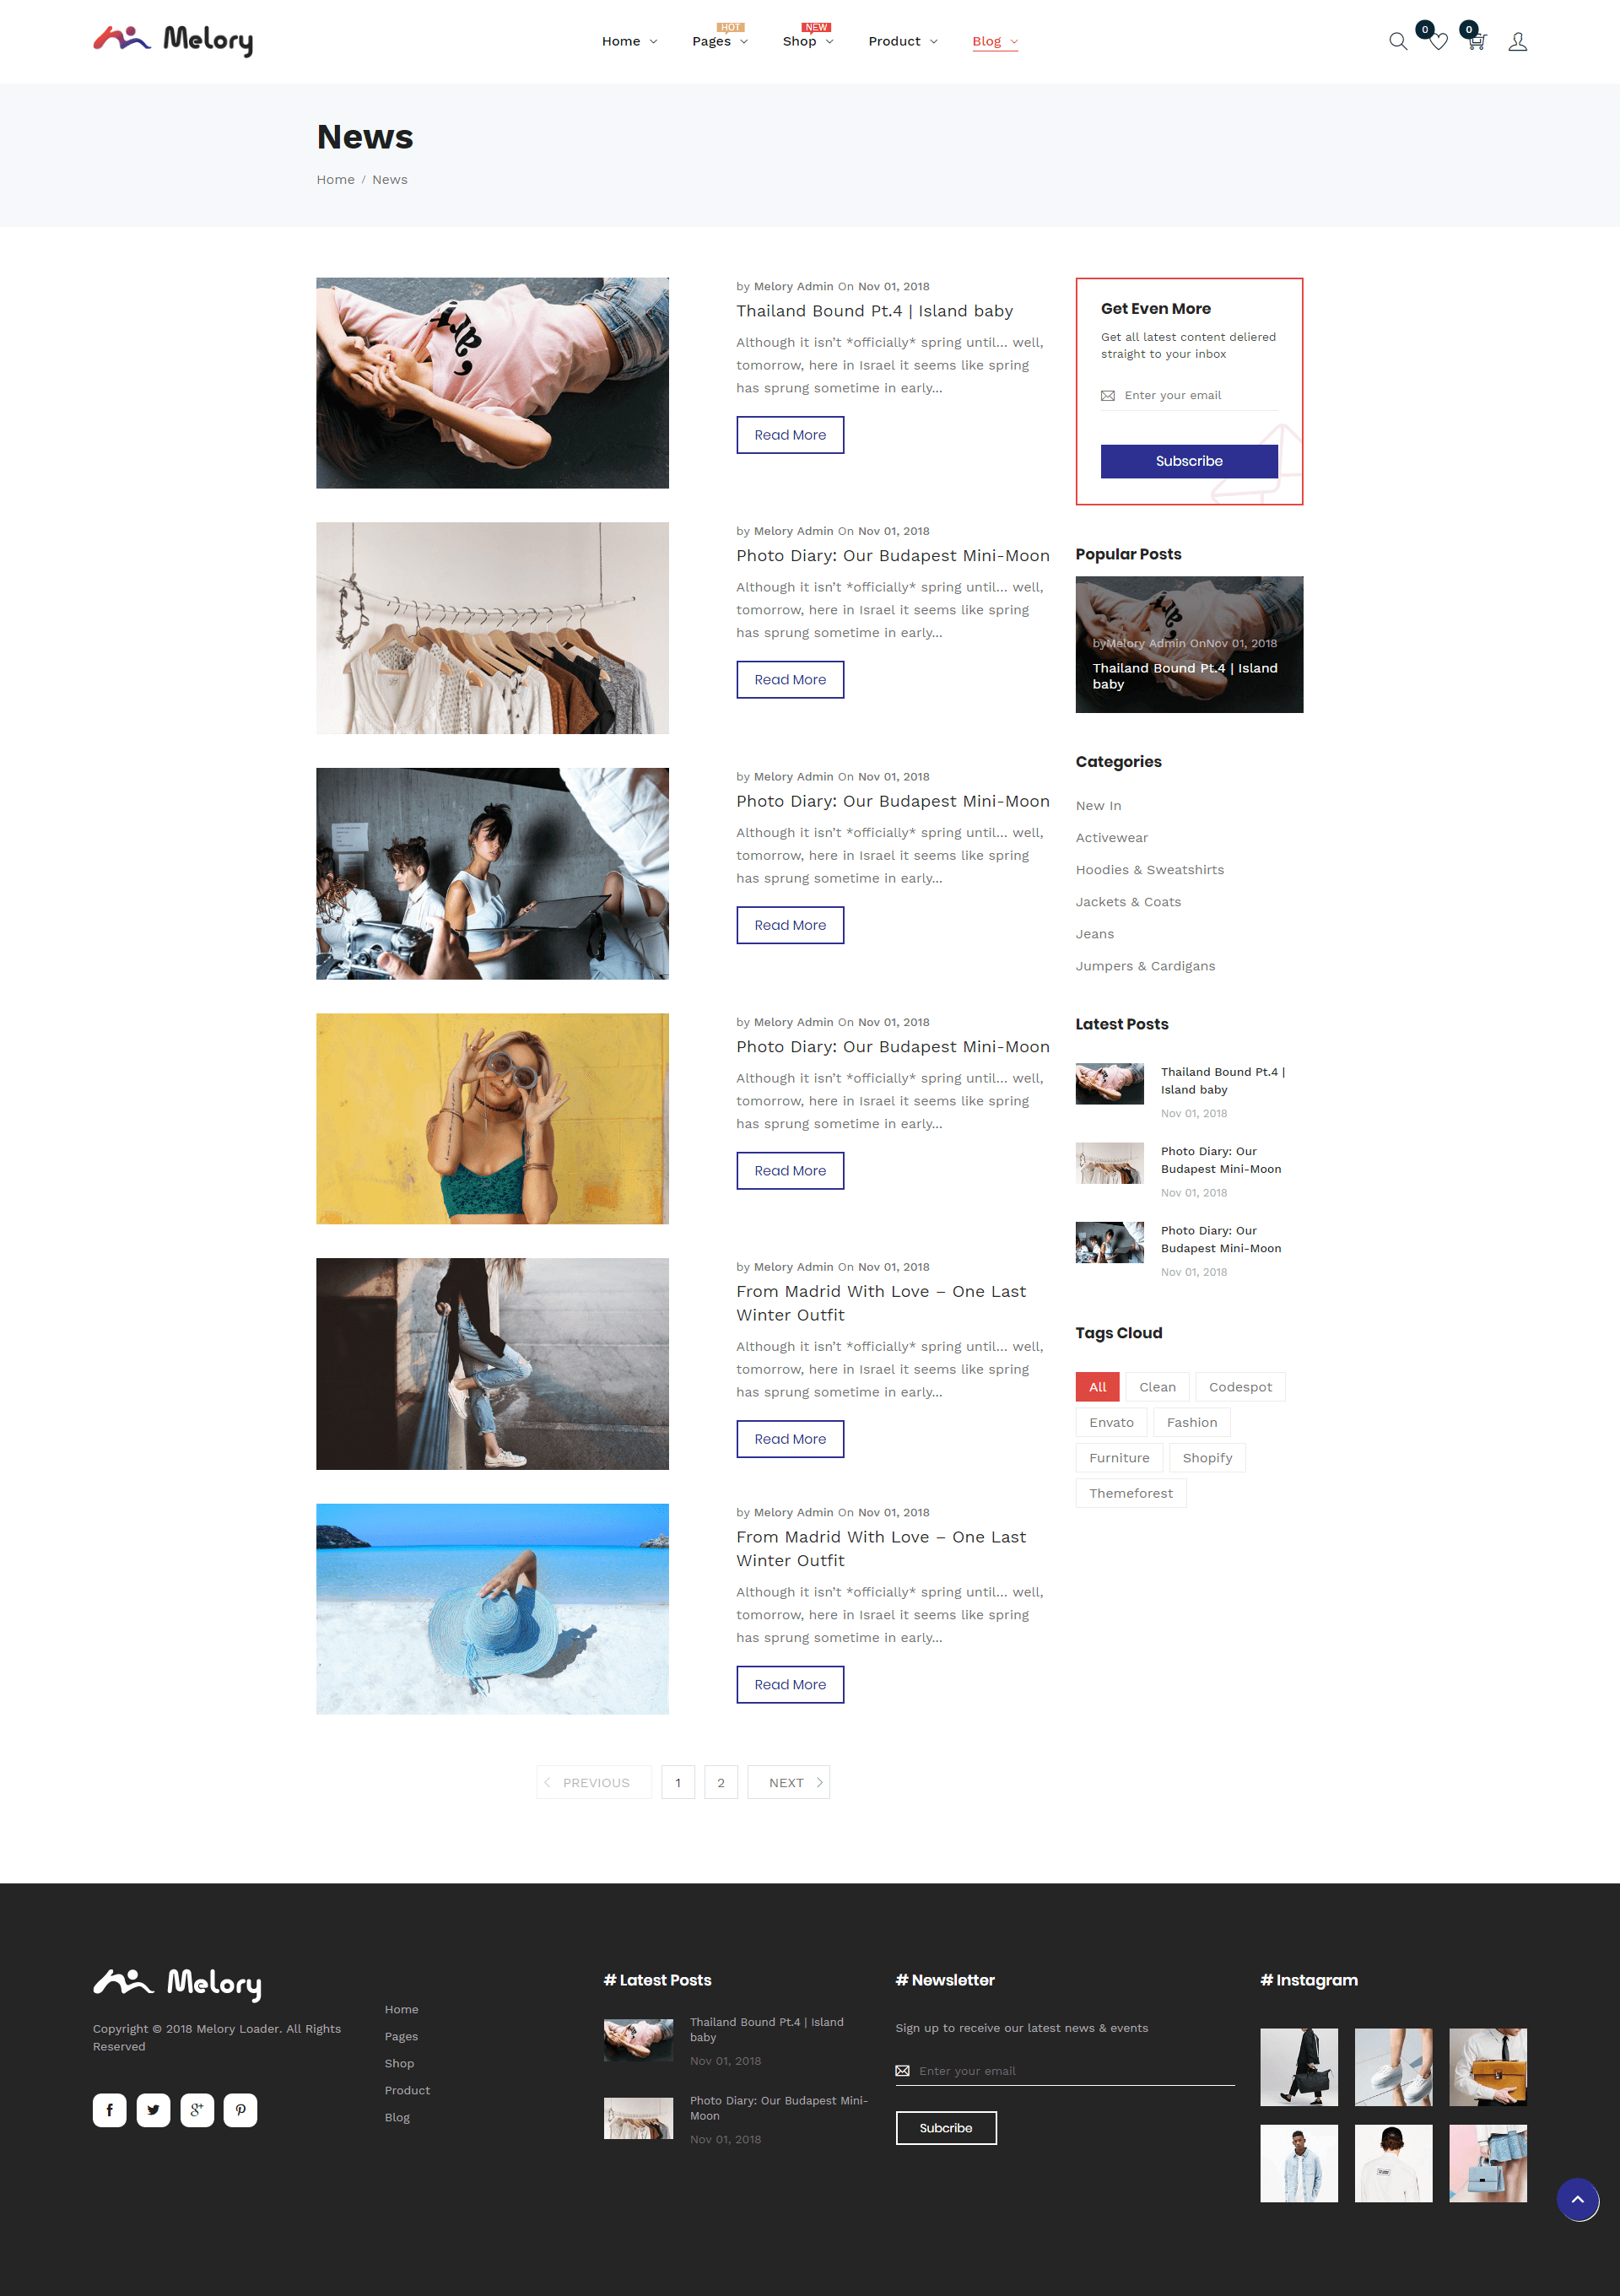 Melory
HOT
NEW
Home
Pages
Shop
Product
Blog
0
0
News
Home / News
by Melory Admin On Nov 01, 2018
Thailand Bound Pt.4 | Island baby
Although it isn’t *officially* spring until... well,
tomorrow, here in Israel it seems like spring
has sprung sometime in early...
Read More
by Melory Admin On Nov 01, 2018
Photo Diary: Our Budapest Mini-Moon
Although it isn’t *officially* spring until... well,
tomorrow, here in Israel it seems like spring
has sprung sometime in early...
Read More
by Melory Admin On Nov 01, 2018
Photo Diary: Our Budapest Mini-Moon
Although it isn’t *officially* spring until... well,
tomorrow, here in Israel it seems like spring
has sprung sometime in early...
Read More
by Melory Admin On Nov 01, 2018
Photo Diary: Our Budapest Mini-Moon
Although it isn’t *officially* spring until... well,
tomorrow, here in Israel it seems like spring
has sprung sometime in early...
Read More
by Melory Admin On Nov 01, 2018
From Madrid With Love – One Last
Winter Outfit
Although it isn’t *officially* spring until... well,
tomorrow, here in Israel it seems like spring
has sprung sometime in early...
Read More
by Melory Admin On Nov 01, 2018
From Madrid With Love – One Last
Winter Outfit
Although it isn’t *officially* spring until... well,
tomorrow, here in Israel it seems like spring
has sprung sometime in early...
Read More
PREVIOUS
1
2
NEXT
Get Even More
Get all latest content deliered
straight to your inbox
Enter your email
Subscribe
Popular Posts
byMelory Admin OnNov 01, 2018
Thailand Bound Pt.4 | Island
baby
Categories
New In
Activewear
Hoodies & Sweatshirts
Jackets & Coats
Jeans
Jumpers & Cardigans
Latest Posts
Thailand Bound Pt.4 |
Island baby
Nov 01, 2018
Photo Diary: Our
Budapest Mini-Moon
Nov 01, 2018
Photo Diary: Our
Budapest Mini-Moon
Nov 01, 2018
Tags Cloud
All
Clean
Codespot
Envato
Fashion
Furniture
Shopify
Themeforest
Melory
Copyright © 2018 Melory Loader. All Rights
Reserved
Home
Pages
Shop
Product
Blog
# Latest Posts
Thailand Bound Pt.4 | Island
baby
Nov 01, 2018
Photo Diary: Our Budapest Mini-
Moon
Nov 01, 2018
# Newsletter
Sign up to receive our latest news & events
Enter your email
Subcribe
# Instagram